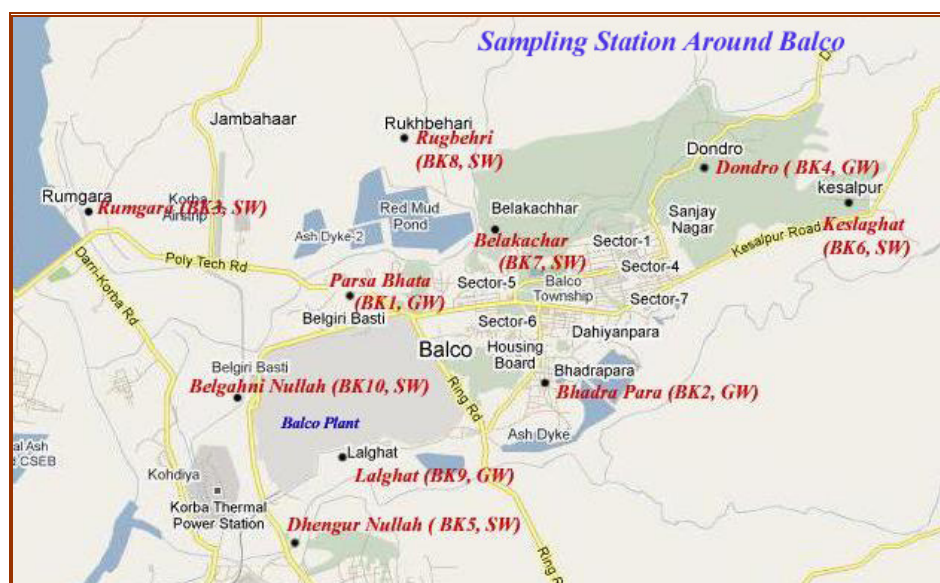 Sampling Station Around Balco
Jambahaar
Rukhbehari
Rugbehri
(BK8, SW)
Dondro
Dondro ( BK4, GW)
kesalpur
Keslaghat
(BK6, SW)
Rumgara
Rumgara (BK3, SW)
Korba
Airstrip
Red Mud
Pond
Ash Dyke-2
Belakachhar
Belakachar
(BK7, SW)
Sanjay
Nagar
Sector-1
Kesalpur Road
Sector-4
Poly Tech Rd
Darri-Korba Rd
Parsa Bhata
(BK1, GW)
Sector-5
Balco
Township
Sector-7
Belgiri Basti
Sector-6
Dahiyanpara
Balco
Housing
Board
Belgiri Basti
Bhadrapara
Belgahni Nullah (BK10, SW)
Bhadra Para (BK2, GW)
Ring Rd
Balco Plant
Ash Dyke
Lalghat
Lalghat (BK9, GW)
al Ash
CSEB
Kohdiya
Korba Thermal
Power Station
Dhengur Nullah ( BK5, SW)
Ring R